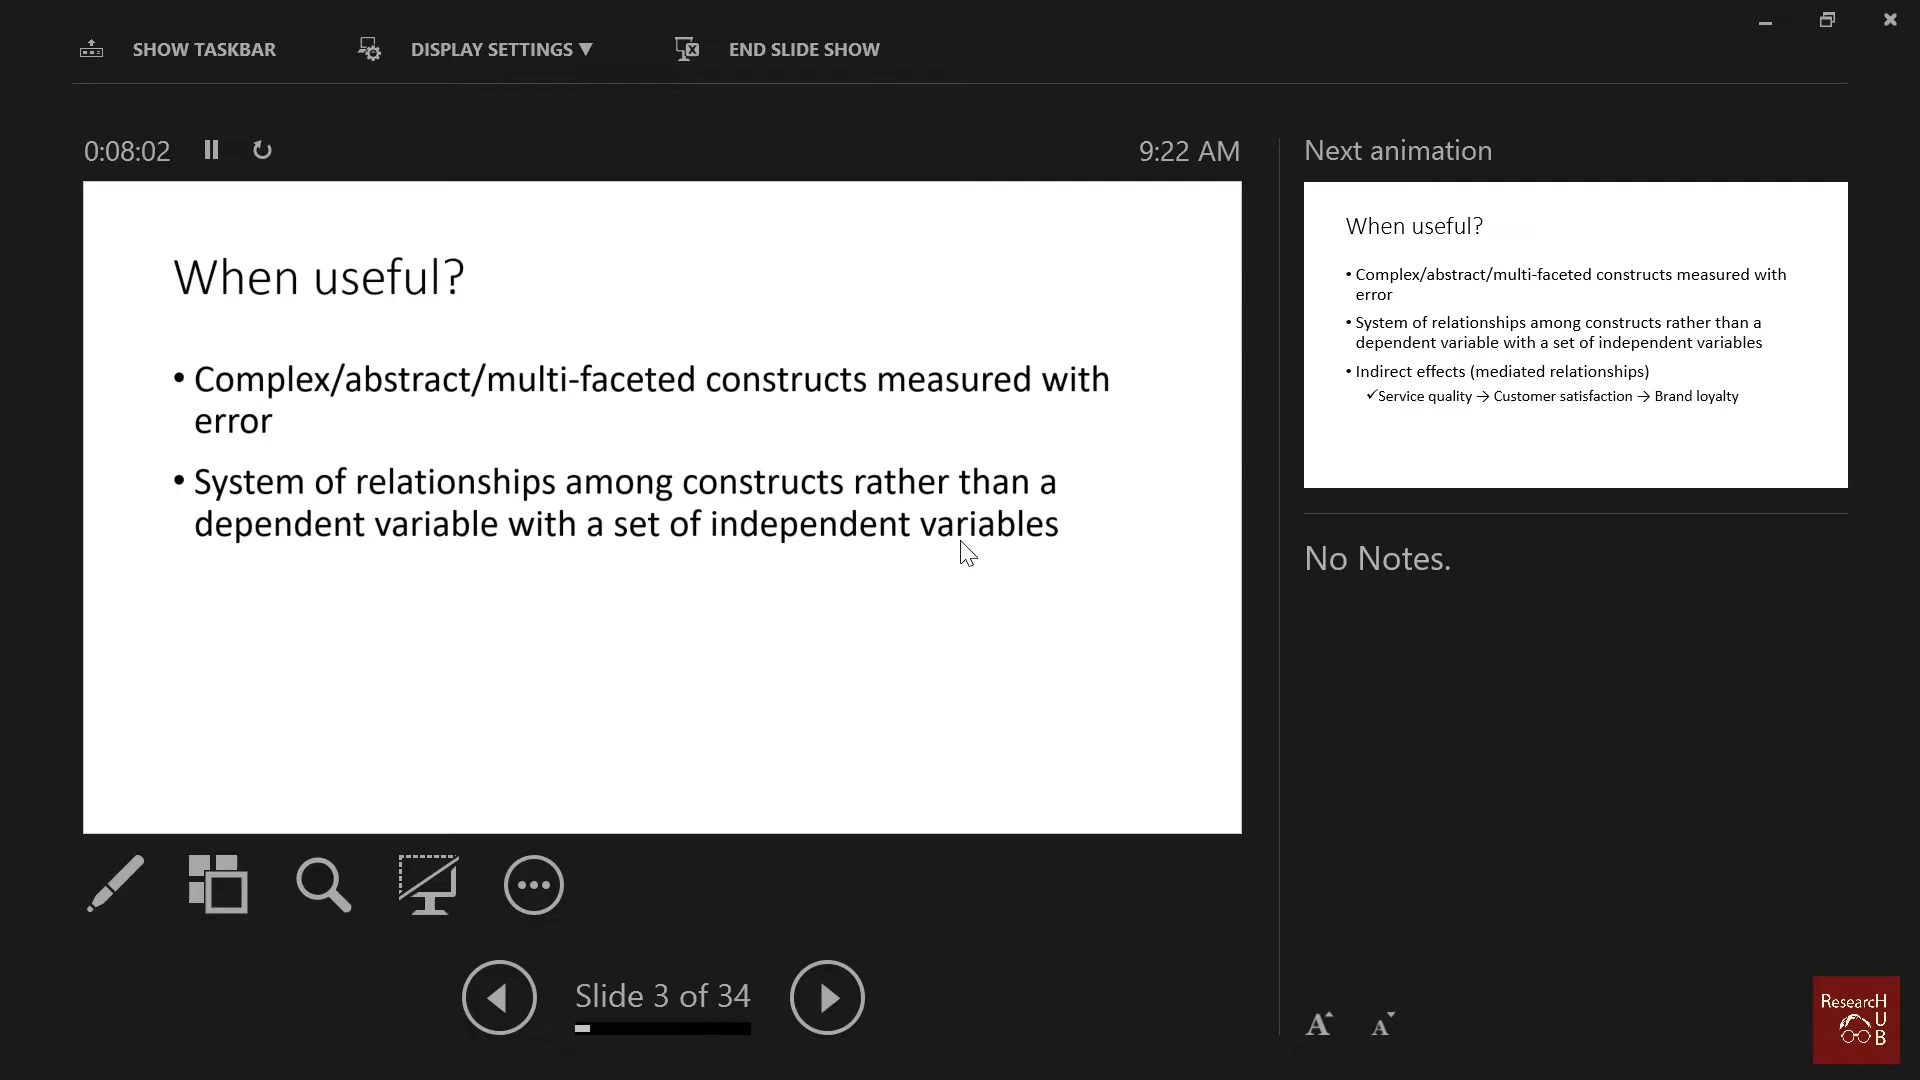 SHOW TASKBAR
DISPLAY SETTINGS ▼
END SLIDE SHOW
0:08:02
9:22 AM
Next animation
When useful?
• Complex/abstract/multi-faceted constructs measured with
error
• System of relationships among constructs rather than a
dependent variable with a set of independent variables
When useful?
• Complex/abstract/multi-faceted constructs measured with
error
• System of relationships among constructs rather than a
dependent variable with a set of independent variables
• Indirect effects (mediated relationships)
✓Service quality → Customer satisfaction → Brand loyalty
No Notes.
Slide 3 of 34
A
A
ResearcH
U
B